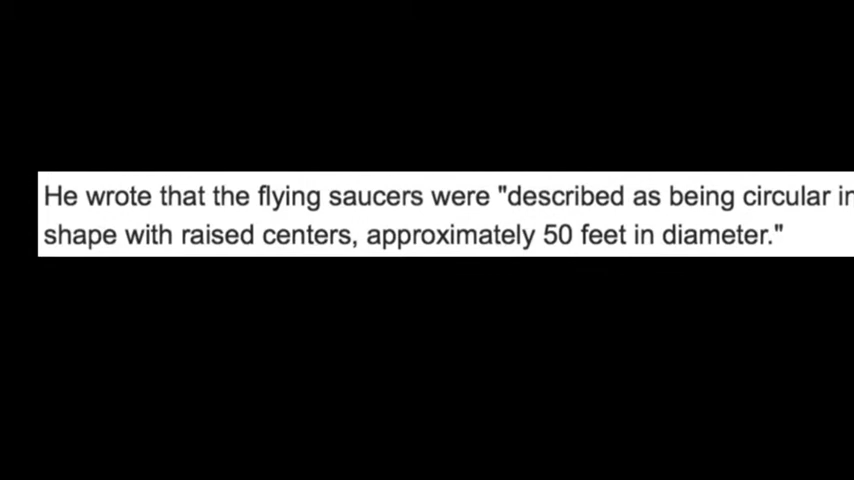 He wrote that the flying saucers were "described as being circular in
shape with raised centers, approximately 50 feet in diameter."